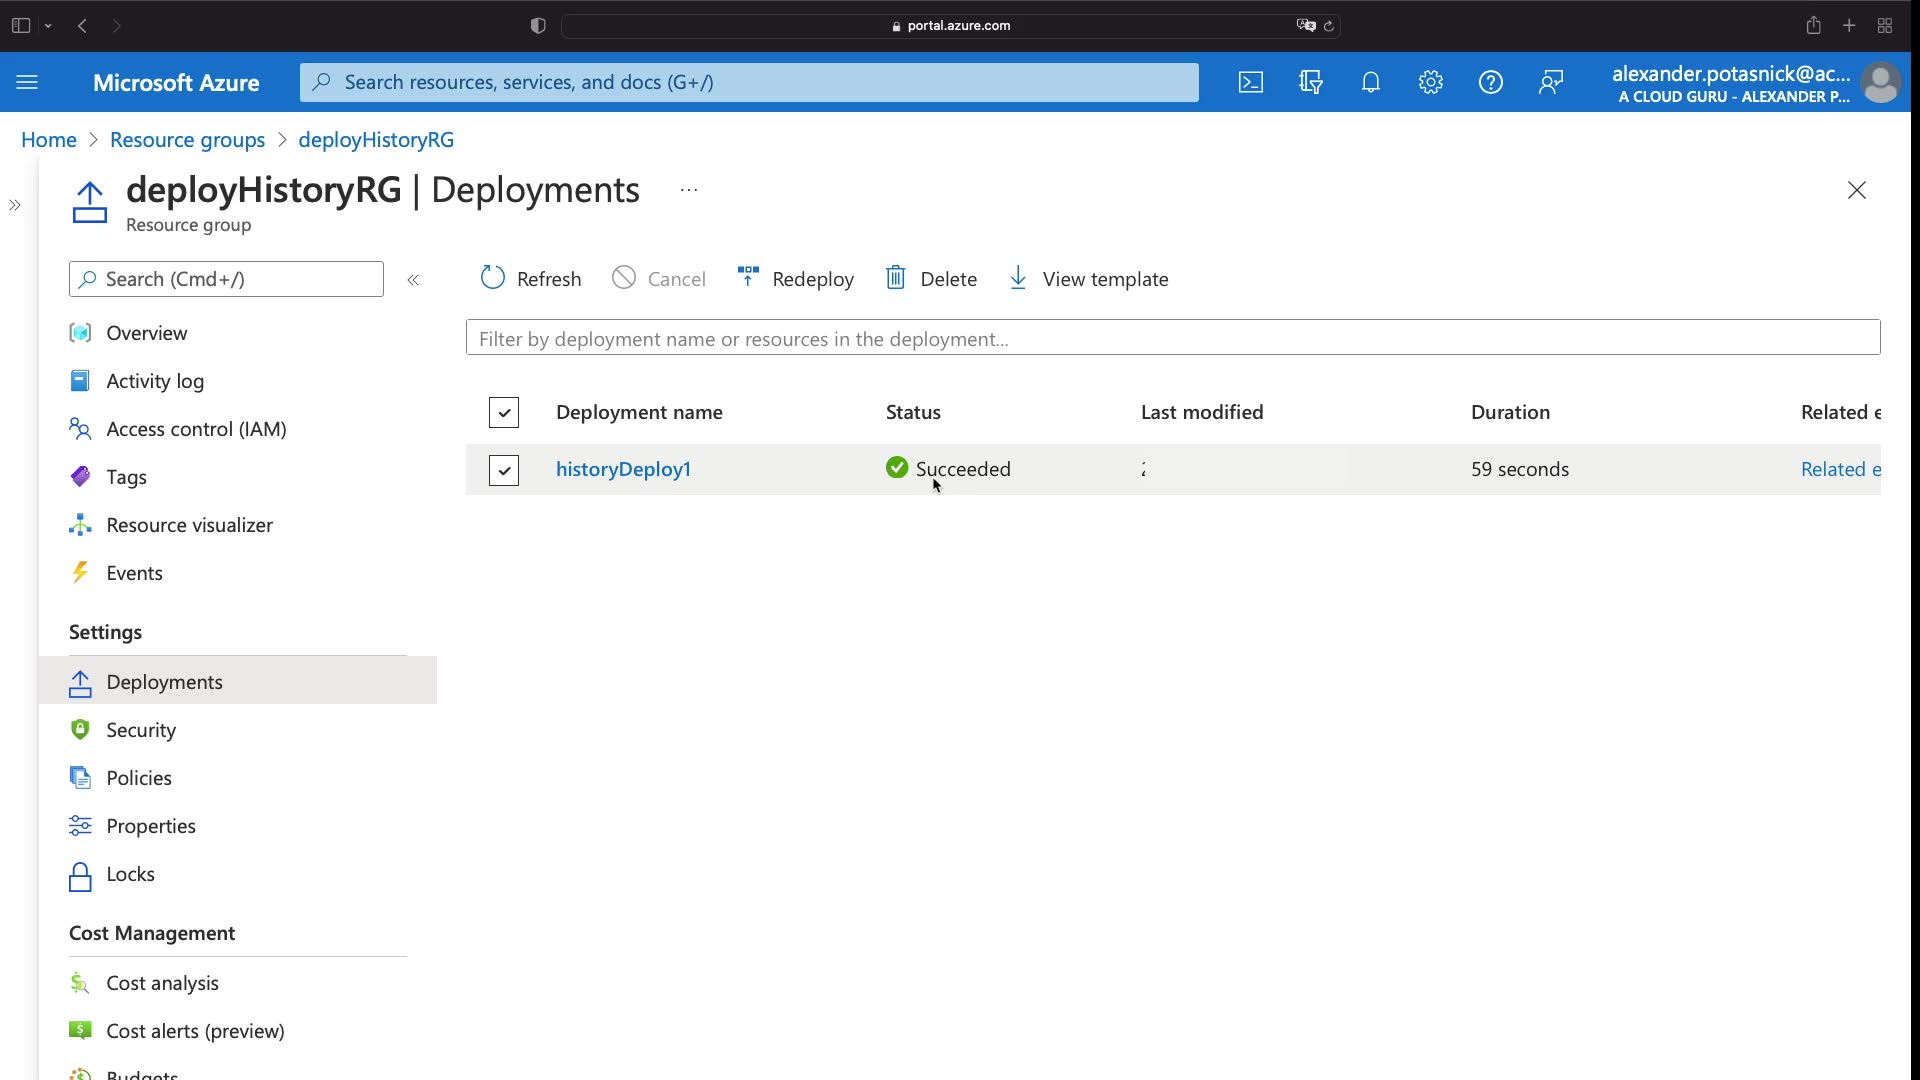 portal.azure.com
Microsoft Azure
Search resources, services, and docs (G+/)
alexander.potasnick@ac...
A CLOUD GURU - ALEXANDER P...
Home > Resource groups > deployHistoryRG
deployHistoryRG | Deployments ...
Resource group
Search (Cmd+/)
Refresh Cancel Redeploy Delete View template
Filter by deployment name or resources in the deployment...
Overview
Activity log
Access control (IAM)
Tags
Resource visualizer
Events
Settings
Deployments
Security
Policies
Properties
Locks
Cost Management
Cost analysis
Cost alerts (preview)
Budgets
Deployment name Status Last modified Duration Related e
historyDeploy1 Succeeded 59 seconds Related e